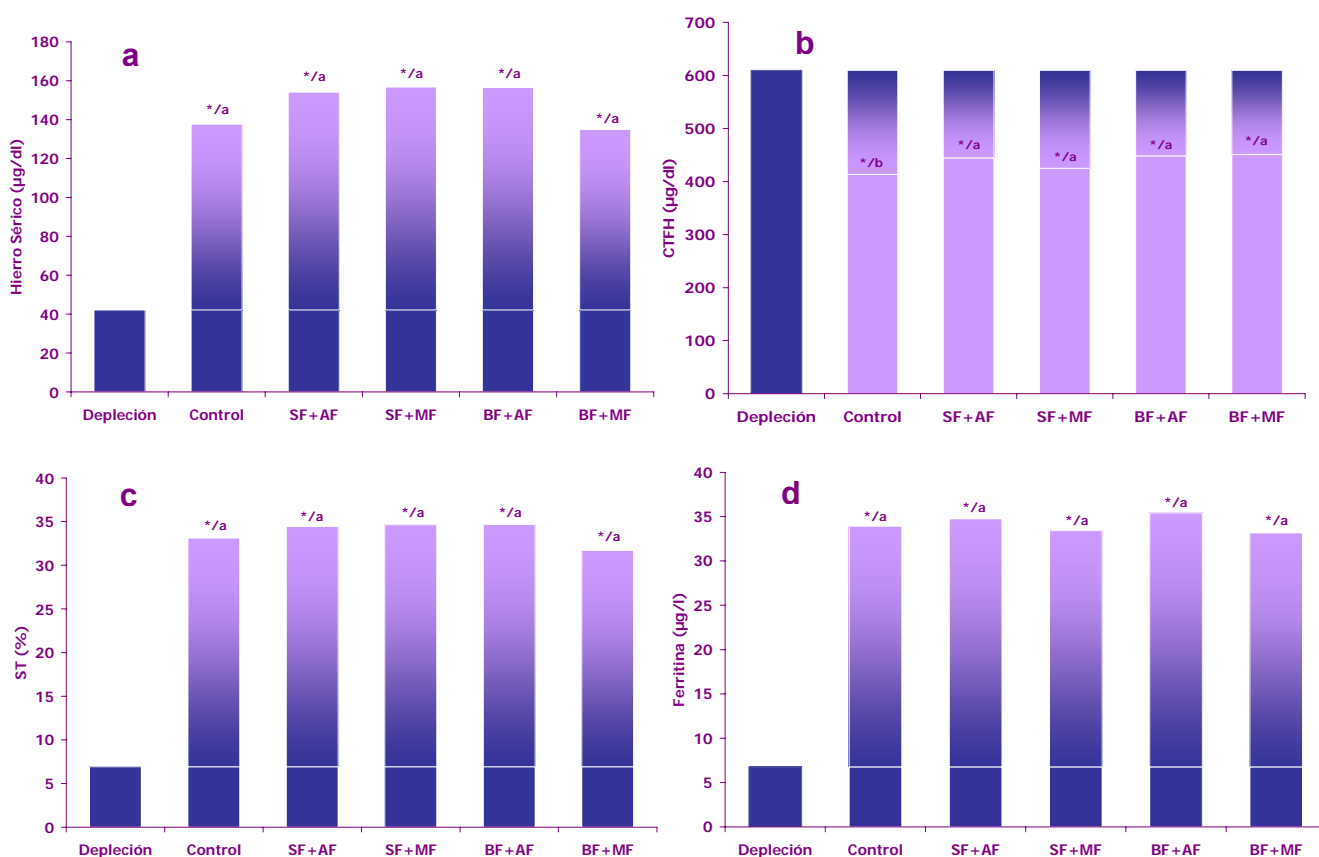 a
Hierro Sérico (µg/dl)
180
160
140
120
100
80
60
40
20
0
*/a
*/a
*/a
*/a
*/a
Depleción Control SF+AF SF+MF BF+AF BF+MF
b
CTFH (µg/dl)
700
600
500
400
300
200
100
0
*/b
*/a
*/a
*/a
*/a
Depleción Control SF+AF SF+MF BF+AF BF+MF
c
ST (%)
40
35
30
25
20
15
10
5
0
*/a
*/a
*/a
*/a
*/a
Depleción Control SF+AF SF+MF BF+AF BF+MF
d
Ferritina (µg/l)
40
35
30
25
20
15
10
5
0
*/a
*/a
*/a
*/a
*/a
Depleción Control SF+AF SF+MF BF+AF BF+MF